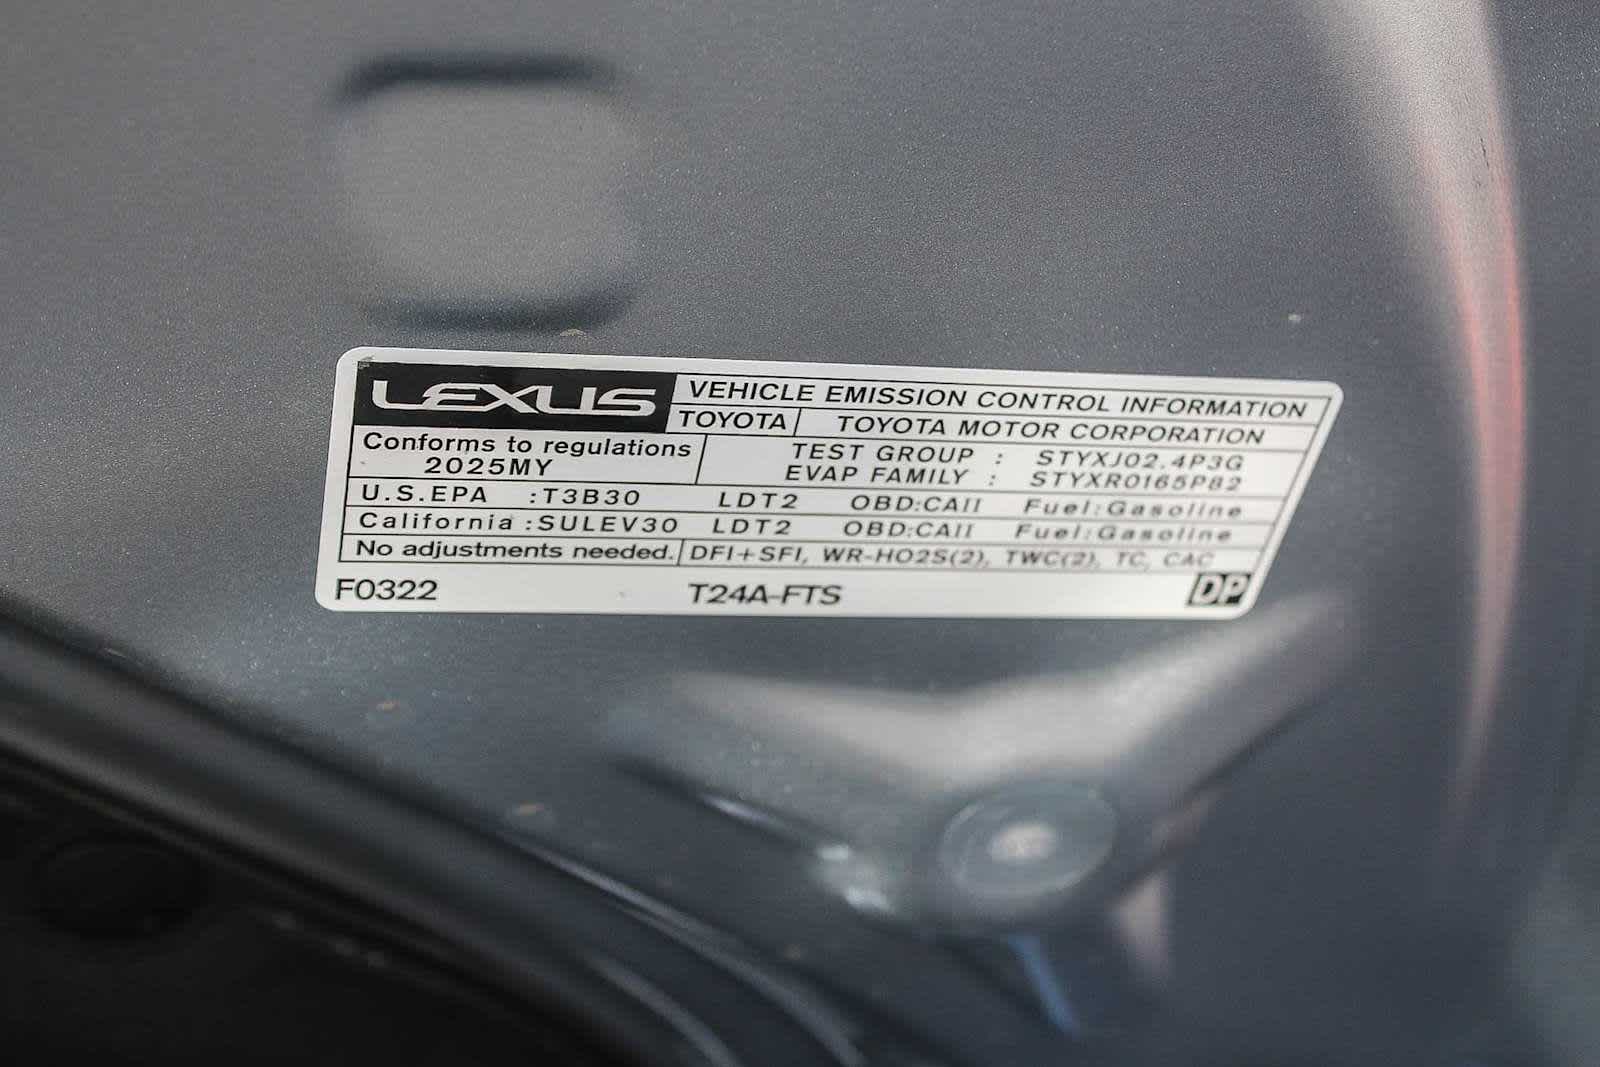 LEXUS VEHICLE EMISSION CONTROL INFORMATION
TOYOTA TOYOTA MOTOR CORPORATION
Conforms to regulations
2025MY
TEST GROUP : STYXJ02.4P3G
EVAP FAMILY : STYXR0165P82
U.S.EPA :T3B30 LDT2 OBD:CAII Fuel:Gasoline
California :SULEV30 LDT2 OBD:CAII Fuel:Gasoline
No adjustments needed. DFI+SFI, WR-HO2S(2), TWC(2), TC, CAC
F0322 T24A-FTS DP